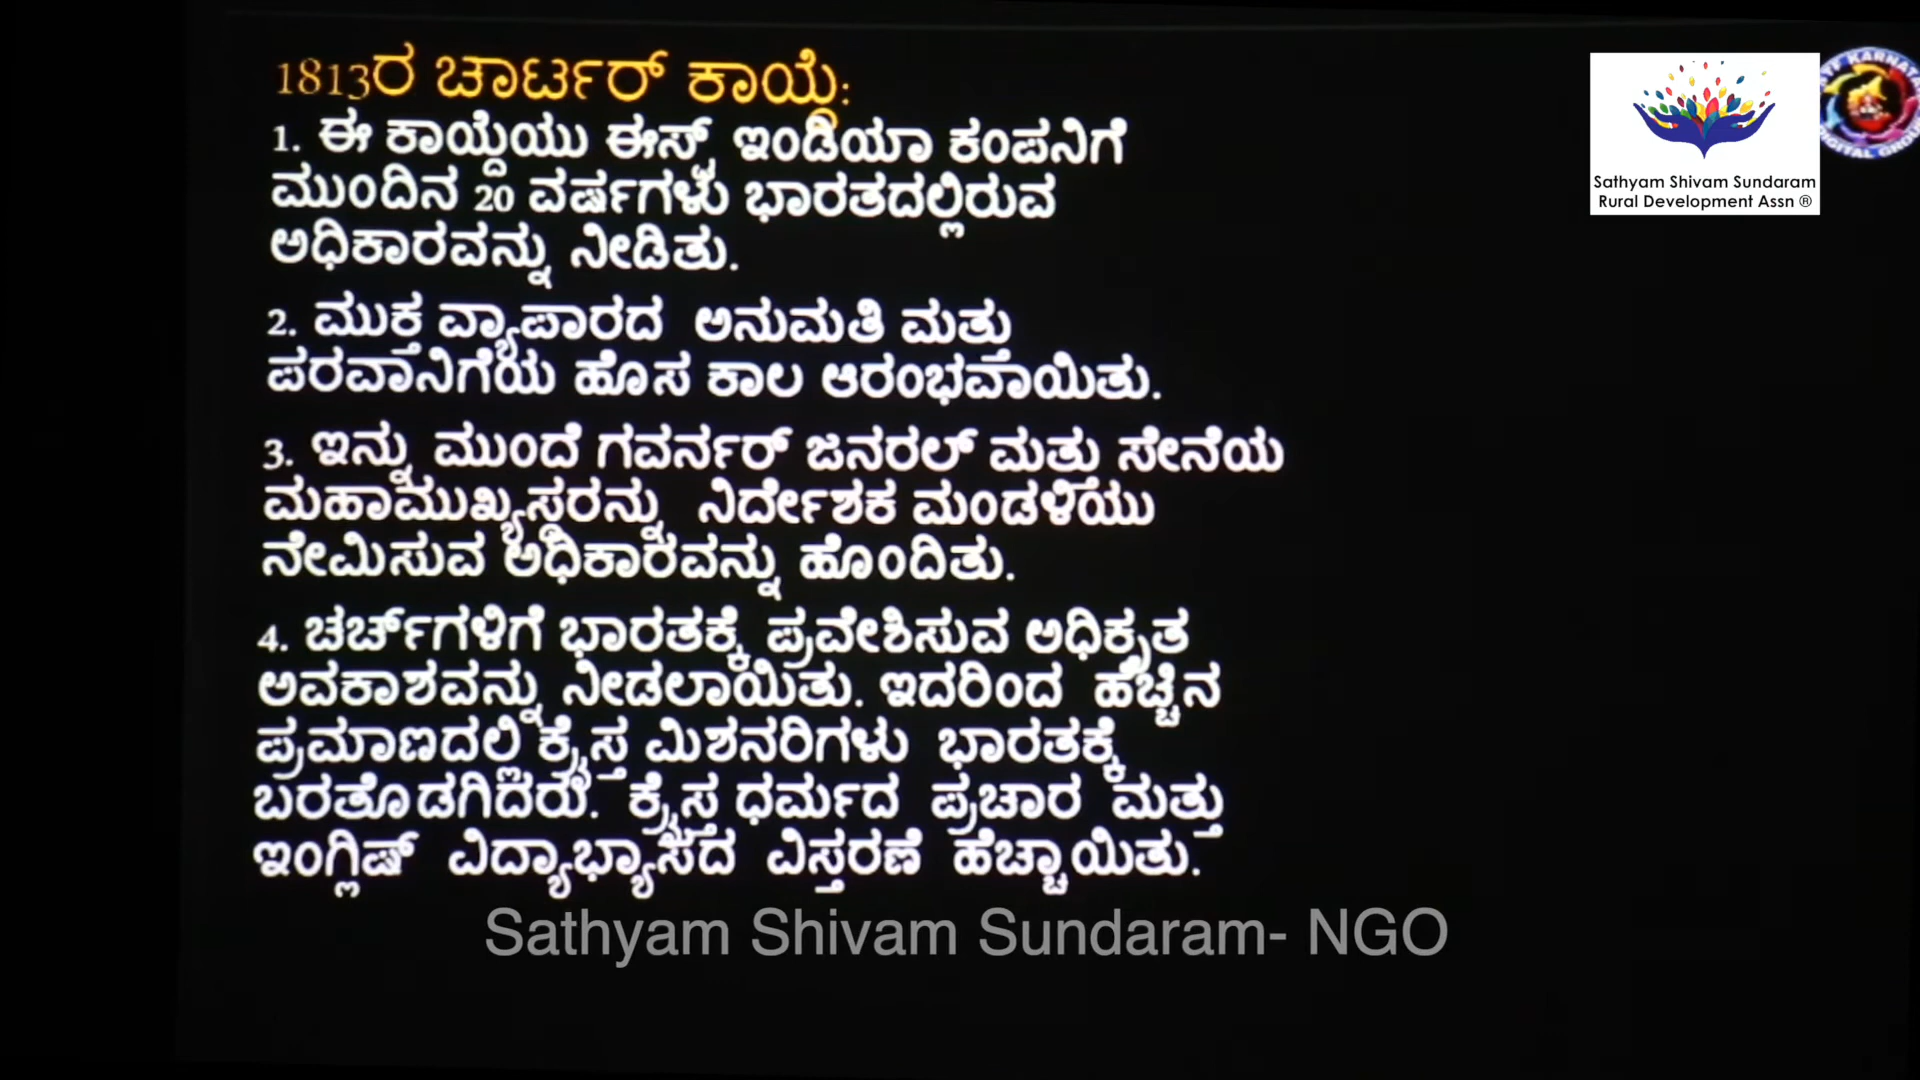 1813ರ ಚಾರ್ಟರ್ ಕಾಯ್ದೆ:
1. ಈ ಕಾಯ್ದೆಯು ಈಸ್ಟ್ ಇಂಡಿಯಾ ಕಂಪನಿಗೆ
ಮುಂದಿನ 20 ವರ್ಷಗಳು ಭಾರತದಲ್ಲಿರುವ
ಅಧಿಕಾರವನ್ನು ನೀಡಿತು.
2. ಮುಕ್ತ ವ್ಯಾಪಾರದ ಅನುಮತಿ ಮತ್ತು
ಪರವಾನಿಗೆಯ ಹೊಸ ಕಾಲ ಆರಂಭವಾಯಿತು.
3. ಇನ್ನು ಮುಂದೆ ಗವರ್ನರ್ ಜನರಲ್ ಮತ್ತು ಸೇನೆಯ
ಮಹಾಮುಖ್ಯಸ್ಥರನ್ನು ನಿರ್ದೇಶಕ ಮಂಡಳಿಯು
ನೇಮಿಸುವ ಅಧಿಕಾರವನ್ನು ಹೊಂದಿತು.
4. ಚರ್ಚ್‌ಗಳಿಗೆ ಭಾರತಕ್ಕೆ ಪ್ರವೇಶಿಸುವ ಅಧಿಕೃತ
ಅವಕಾಶವನ್ನು ನೀಡಲಾಯಿತು. ಇದರಿಂದ ಹೆಚ್ಚಿನ
ಪ್ರಮಾಣದಲ್ಲಿ ಕ್ರೈಸ್ತ ಮಿಶನರಿಗಳು ಭಾರತಕ್ಕೆ
ಬರತೊಡಗಿದರು. ಕ್ರೈಸ್ತ ಧರ್ಮದ ಪ್ರಚಾರ ಮತ್ತು
ಇಂಗ್ಲಿಷ್ ವಿದ್ಯಾಭ್ಯಾಸದ ವಿಸ್ತರಣೆ ಹೆಚ್ಚಾಯಿತು.
Sathyam Shivam Sundaram- NGO
Sathyam Shivam Sundaram
Rural Development Assn ®
DIGITAL GROUP